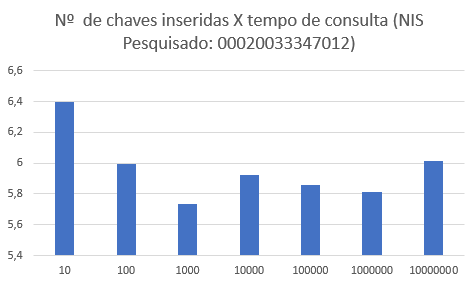 Nº  de chaves inseridas X tempo de consulta (NIS
Pesquisado: 00020033347012)
6,6
6,4
6,2
6
5,8
5,6
5,4
10 100 1000 10000 100000 1000000 10000000